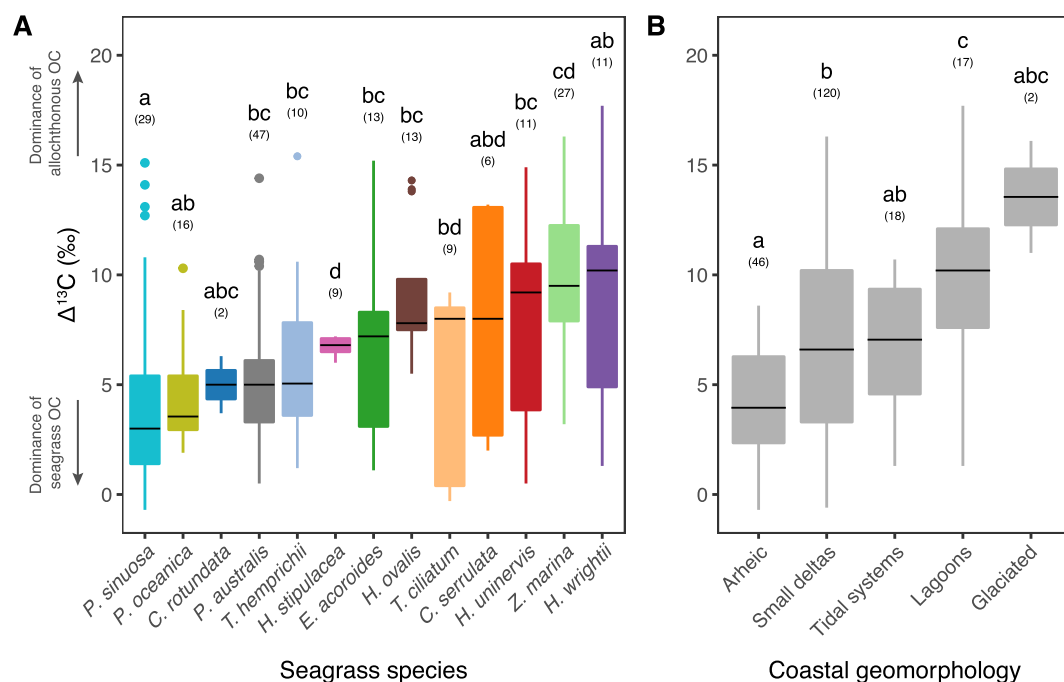 A
Dominance of
allochthonous OC
Dominance of
seagrass OC
Δ¹³C (‰)
20
15
10
5
0
a
(29)
ab
(16)
abc
(2)
bc
(47)
bc
(10)
d
(9)
bc
(13)
bc
(13)
bd
(9)
abd
(6)
bc
(11)
cd
(27)
ab
(11)
P. sinuosa
P. oceanica
C. rotundata
P. australis
T. hemprichii
H. stipulacea
E. acoroides
H. ovalis
T. ciliatum
C. serrulata
H. uninervis
Z. marina
H. wrightii
Seagrass species
B
20
15
10
5
0
a
(46)
b
(120)
ab
(18)
c
(17)
abc
(2)
Arheic
Small deltas
Tidal systems
Lagoons
Glaciated
Coastal geomorphology